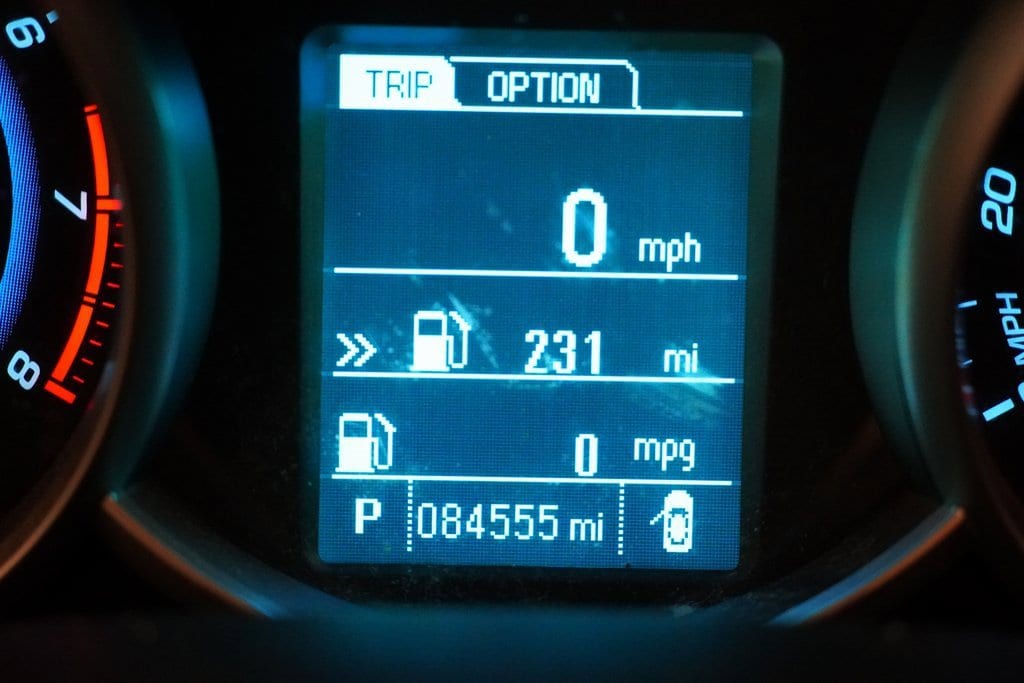 TRIP OPTION
0 mph
231 mi
0 mpg
P 084555 mi
6
7
8
20
MPH